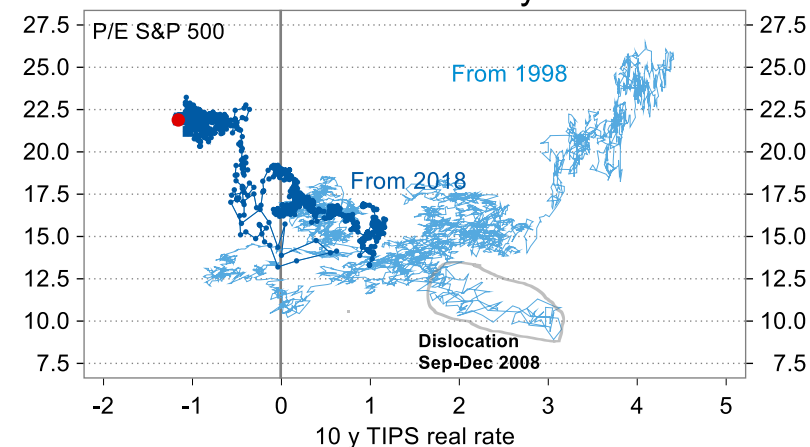 P/E S&P 500
27.5
25.0
22.5
20.0
17.5
15.0
12.5
10.0
7.5
27.5
25.0
22.5
20.0
17.5
15.0
12.5
10.0
7.5
From 1998
From 2018
Dislocation
Sep-Dec 2008
-2 -1 0 1 2 3 4 5
10 y TIPS real rate